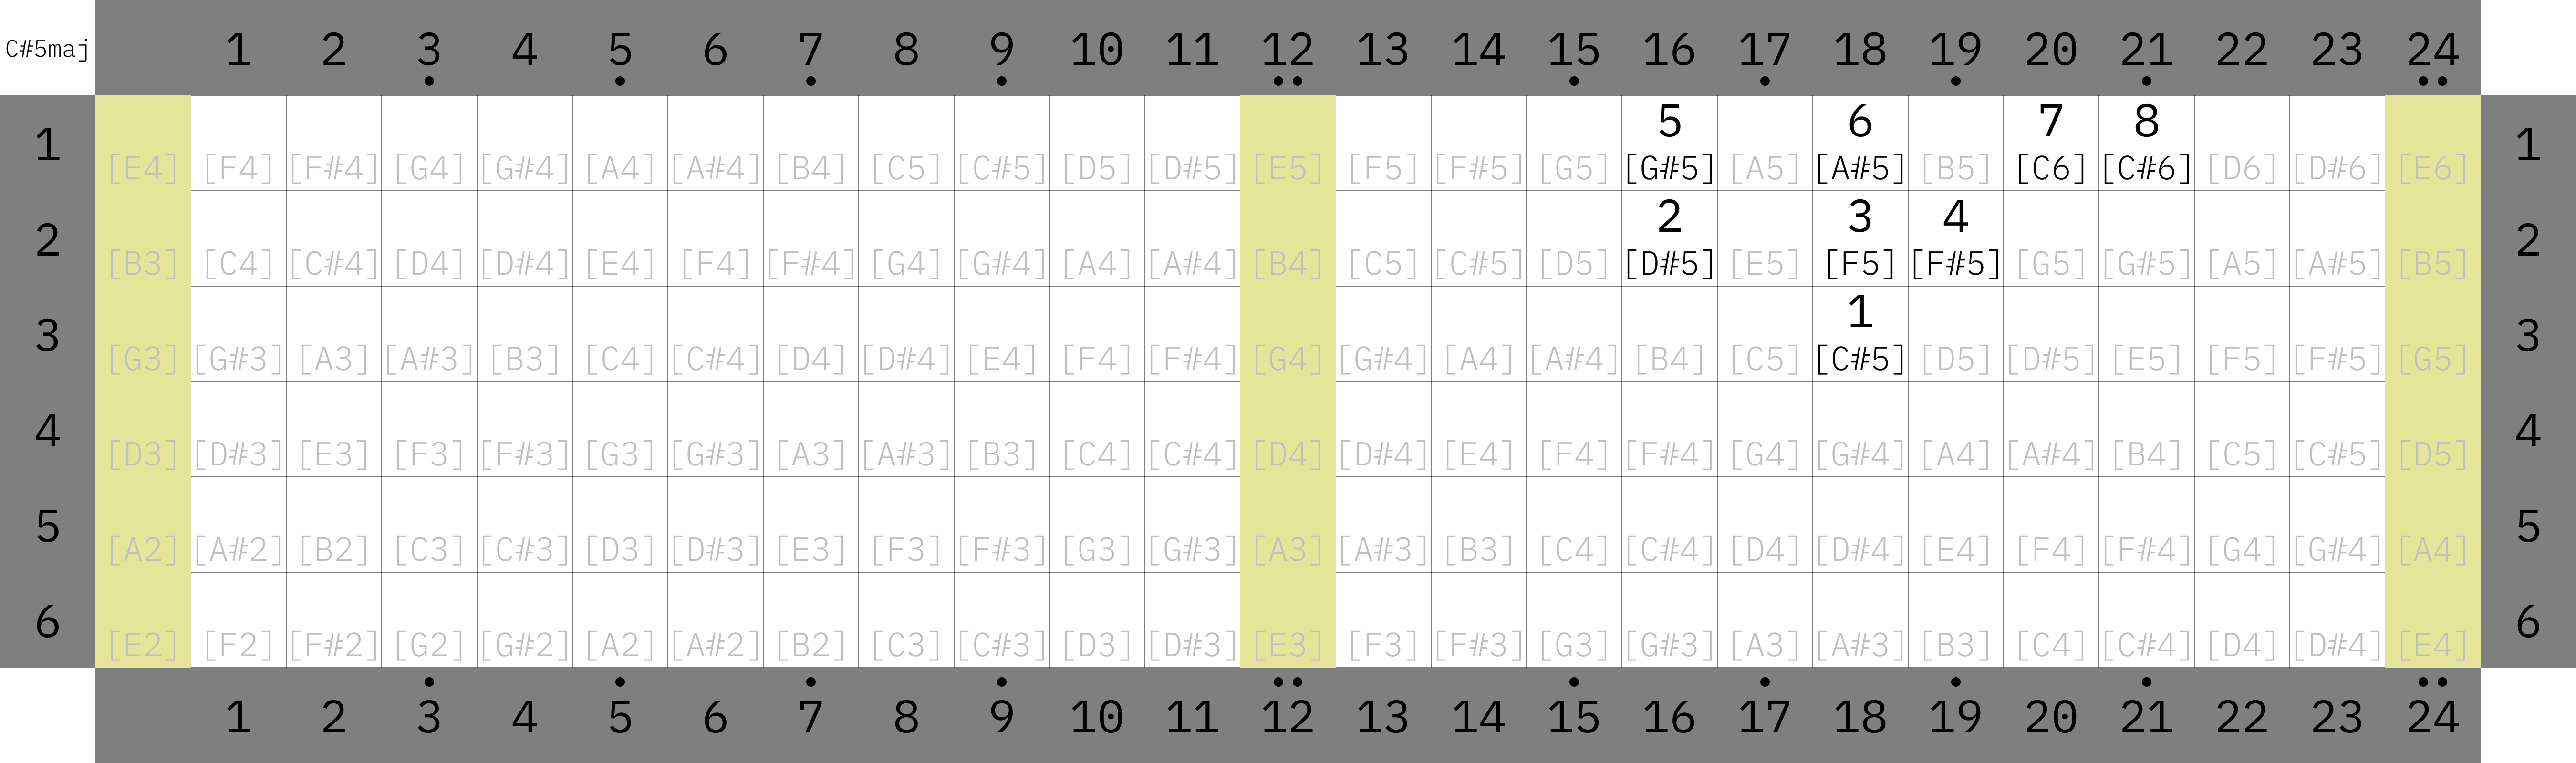 C#5maj 1 2 3 4 5 6 7 8 9 10 11 12 13 14 15 16 17 18 19 20 21 22 23 24
5 6 7 8
1 [E4] [F4] [F#4] [G4] [G#4] [A4] [A#4] [B4] [C5] [C#5] [D5] [D#5] [E5] [F5] [F#5] [G5] [G#5] [A5] [A#5] [B5] [C6] [C#6] [D6] [D#6] [E6] 1
2 3 4
2 [B3] [C4] [C#4] [D4] [D#4] [E4] [F4] [F#4] [G4] [G#4] [A4] [A#4] [B4] [C5] [C#5] [D5] [D#5] [E5] [F5] [F#5] [G5] [G#5] [A5] [A#5] [B5] 2
1
3 [G3] [G#3] [A3] [A#3] [B3] [C4] [C#4] [D4] [D#4] [E4] [F4] [F#4] [G4] [G#4] [A4] [A#4] [B4] [C5] [C#5] [D5] [D#5] [E5] [F5] [F#5] [G5] 3
4 [D3] [D#3] [E3] [F3] [F#3] [G3] [G#3] [A3] [A#3] [B3] [C4] [C#4] [D4] [D#4] [E4] [F4] [F#4] [G4] [G#4] [A4] [A#4] [B4] [C5] [C#5] [D5] 4
5 [A2] [A#2] [B2] [C3] [C#3] [D3] [D#3] [E3] [F3] [F#3] [G3] [G#3] [A3] [A#3] [B3] [C4] [C#4] [D4] [D#4] [E4] [F4] [F#4] [G4] [G#4] [A4] 5
6 [E2] [F2] [F#2] [G2] [G#2] [A2] [A#2] [B2] [C3] [C#3] [D3] [D#3] [E3] [F3] [F#3] [G3] [G#3] [A3] [A#3] [B3] [C4] [C#4] [D4] [D#4] [E4] 6
1 2 3 4 5 6 7 8 9 10 11 12 13 14 15 16 17 18 19 20 21 22 23 24